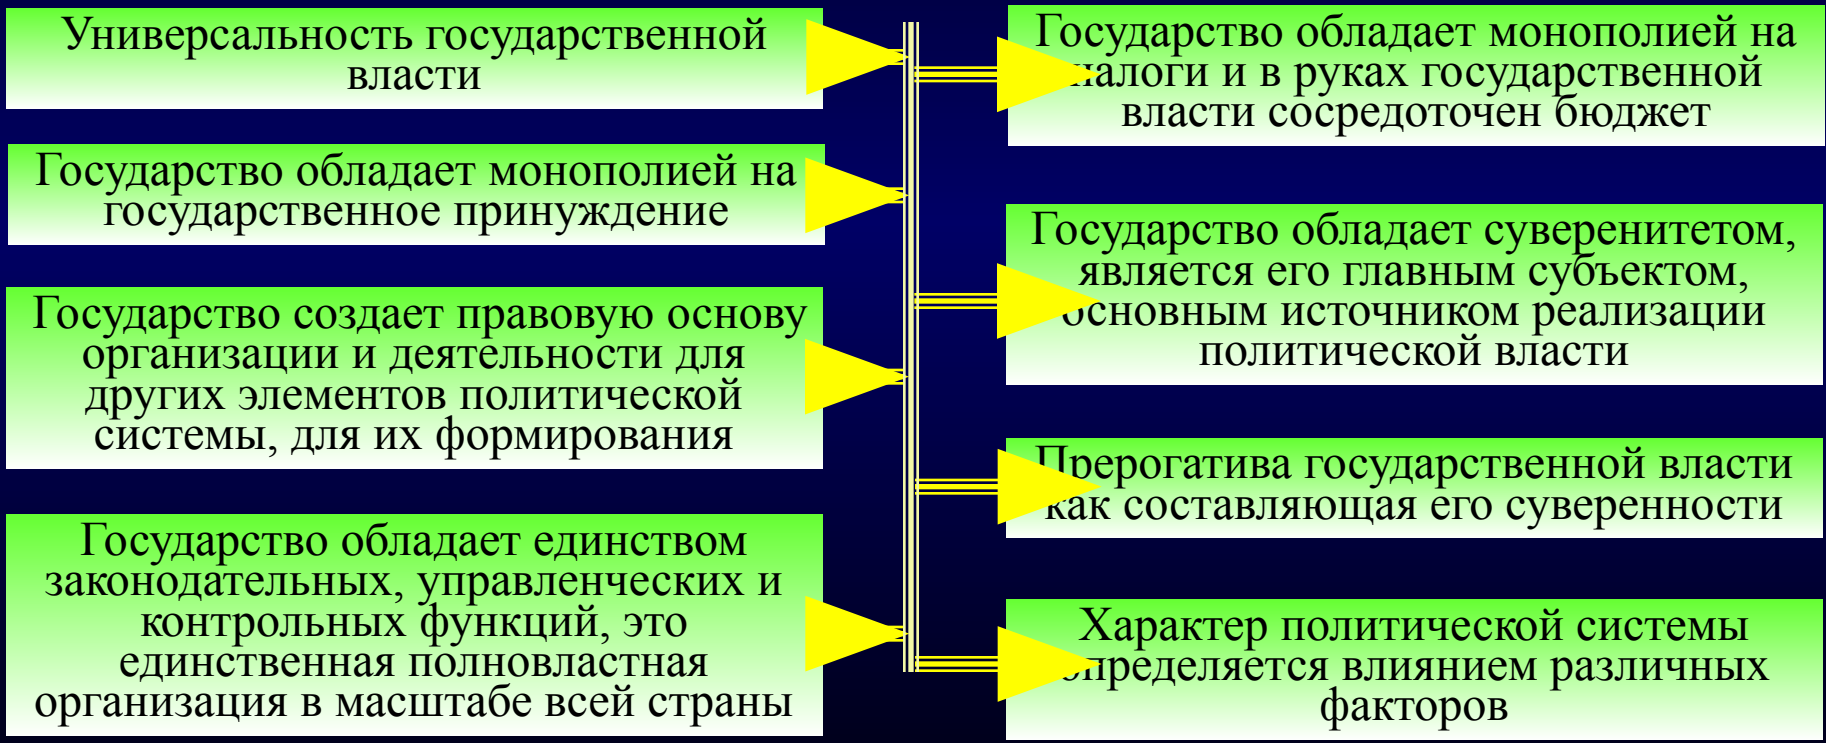 Универсальность государственной
власти
Государство обладает монополией на
государственное принуждение
Государство создает правовую основу
организации и деятельности для
других элементов политической
системы, для их формирования
Государство обладает единством
законодательных, управленческих и
контрольных функций, это
единственная полновластная
организация в масштабе всей страны
Государство обладает монополией на
налоги и в руках государственной
власти сосредоточен бюджет
Государство обладает суверенитетом,
является его главным субъектом,
основным источником реализации
политической власти
Прерогатива государственной власти
как составляющая его суверенности
Характер политической системы
определяется влиянием различных
факторов